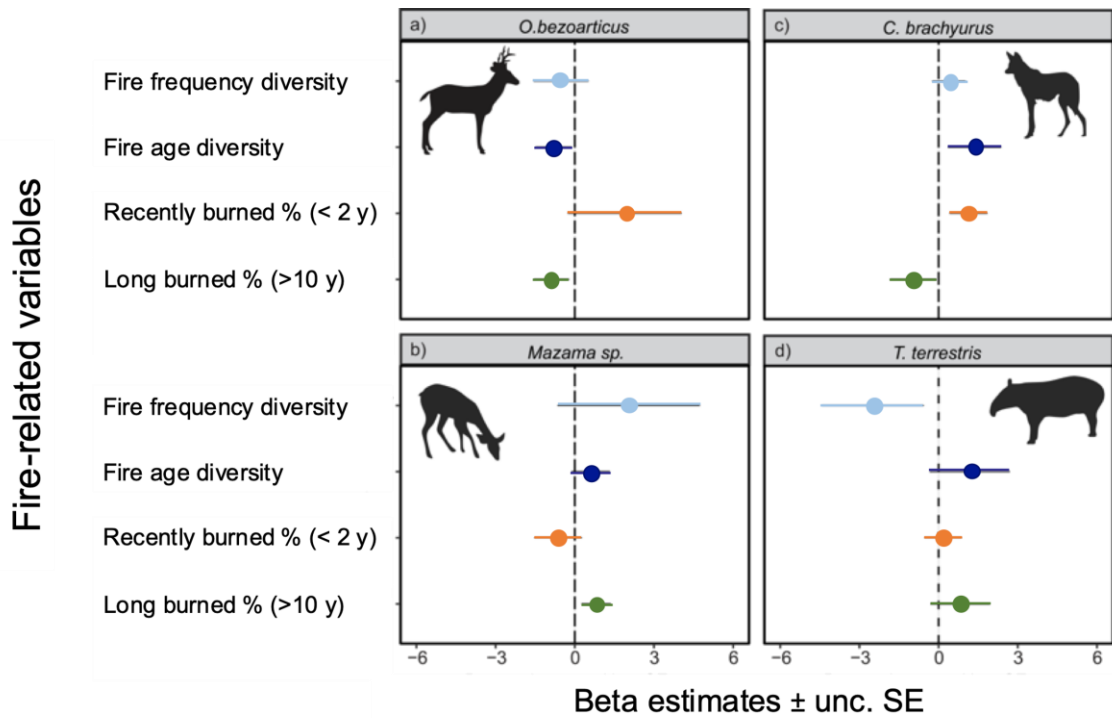 Fire-related variables
a) O.bezoarticus
c) C. brachyurus
Fire frequency diversity
Fire age diversity
Recently burned % (< 2 y)
Long burned % (>10 y)
b) Mazama sp.
d) T. terrestris
Fire frequency diversity
Fire age diversity
Recently burned % (< 2 y)
Long burned % (>10 y)
−6 −3 0 3 6
−6 −3 0 3 6
Beta estimates ± unc. SE